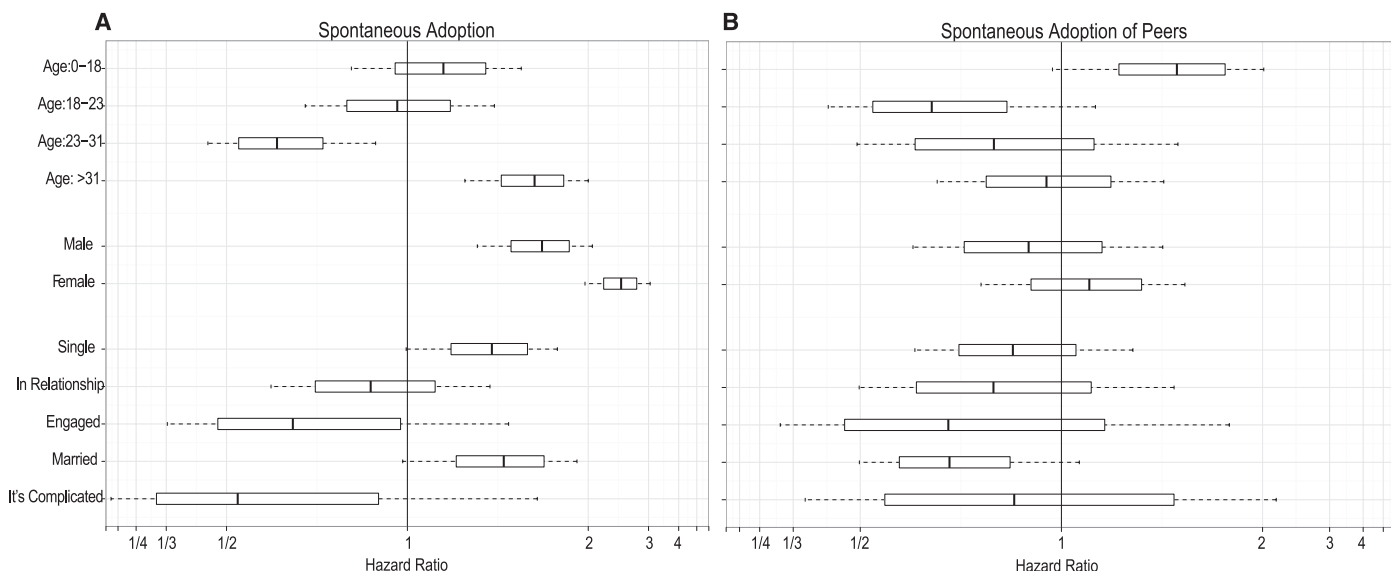 A
Spontaneous Adoption
B
Spontaneous Adoption of Peers
Age:0−18
Age:18−23
Age:23−31
Age: >31
Male
Female
Single
In Relationship
Engaged
Married
It's Complicated
1/4 1/3 1/2 1 2 3 4
1/4 1/3 1/2 1 2 3 4
Hazard Ratio
Hazard Ratio